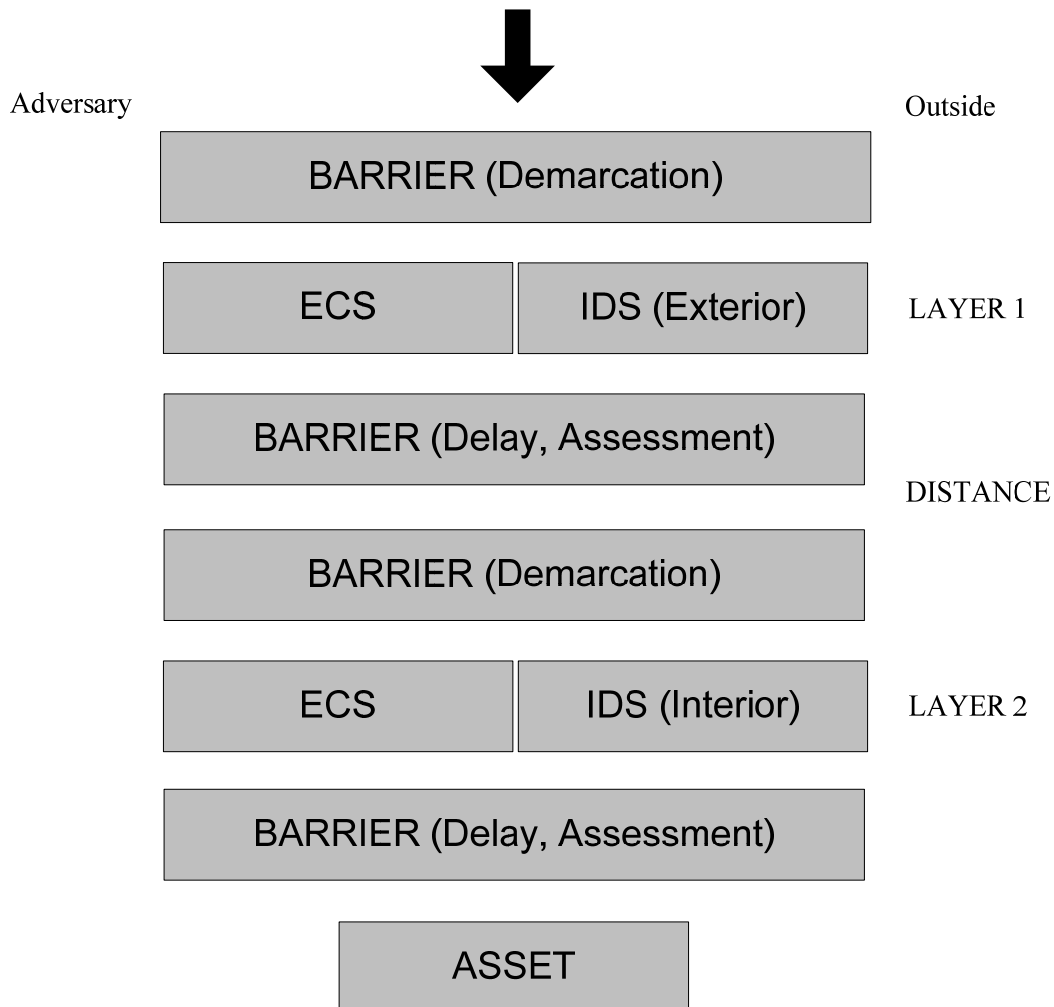 Adversary
Outside
BARRIER (Demarcation)
ECS
IDS (Exterior)
LAYER 1
BARRIER (Delay, Assessment)
DISTANCE
BARRIER (Demarcation)
ECS
IDS (Interior)
LAYER 2
BARRIER (Delay, Assessment)
ASSET